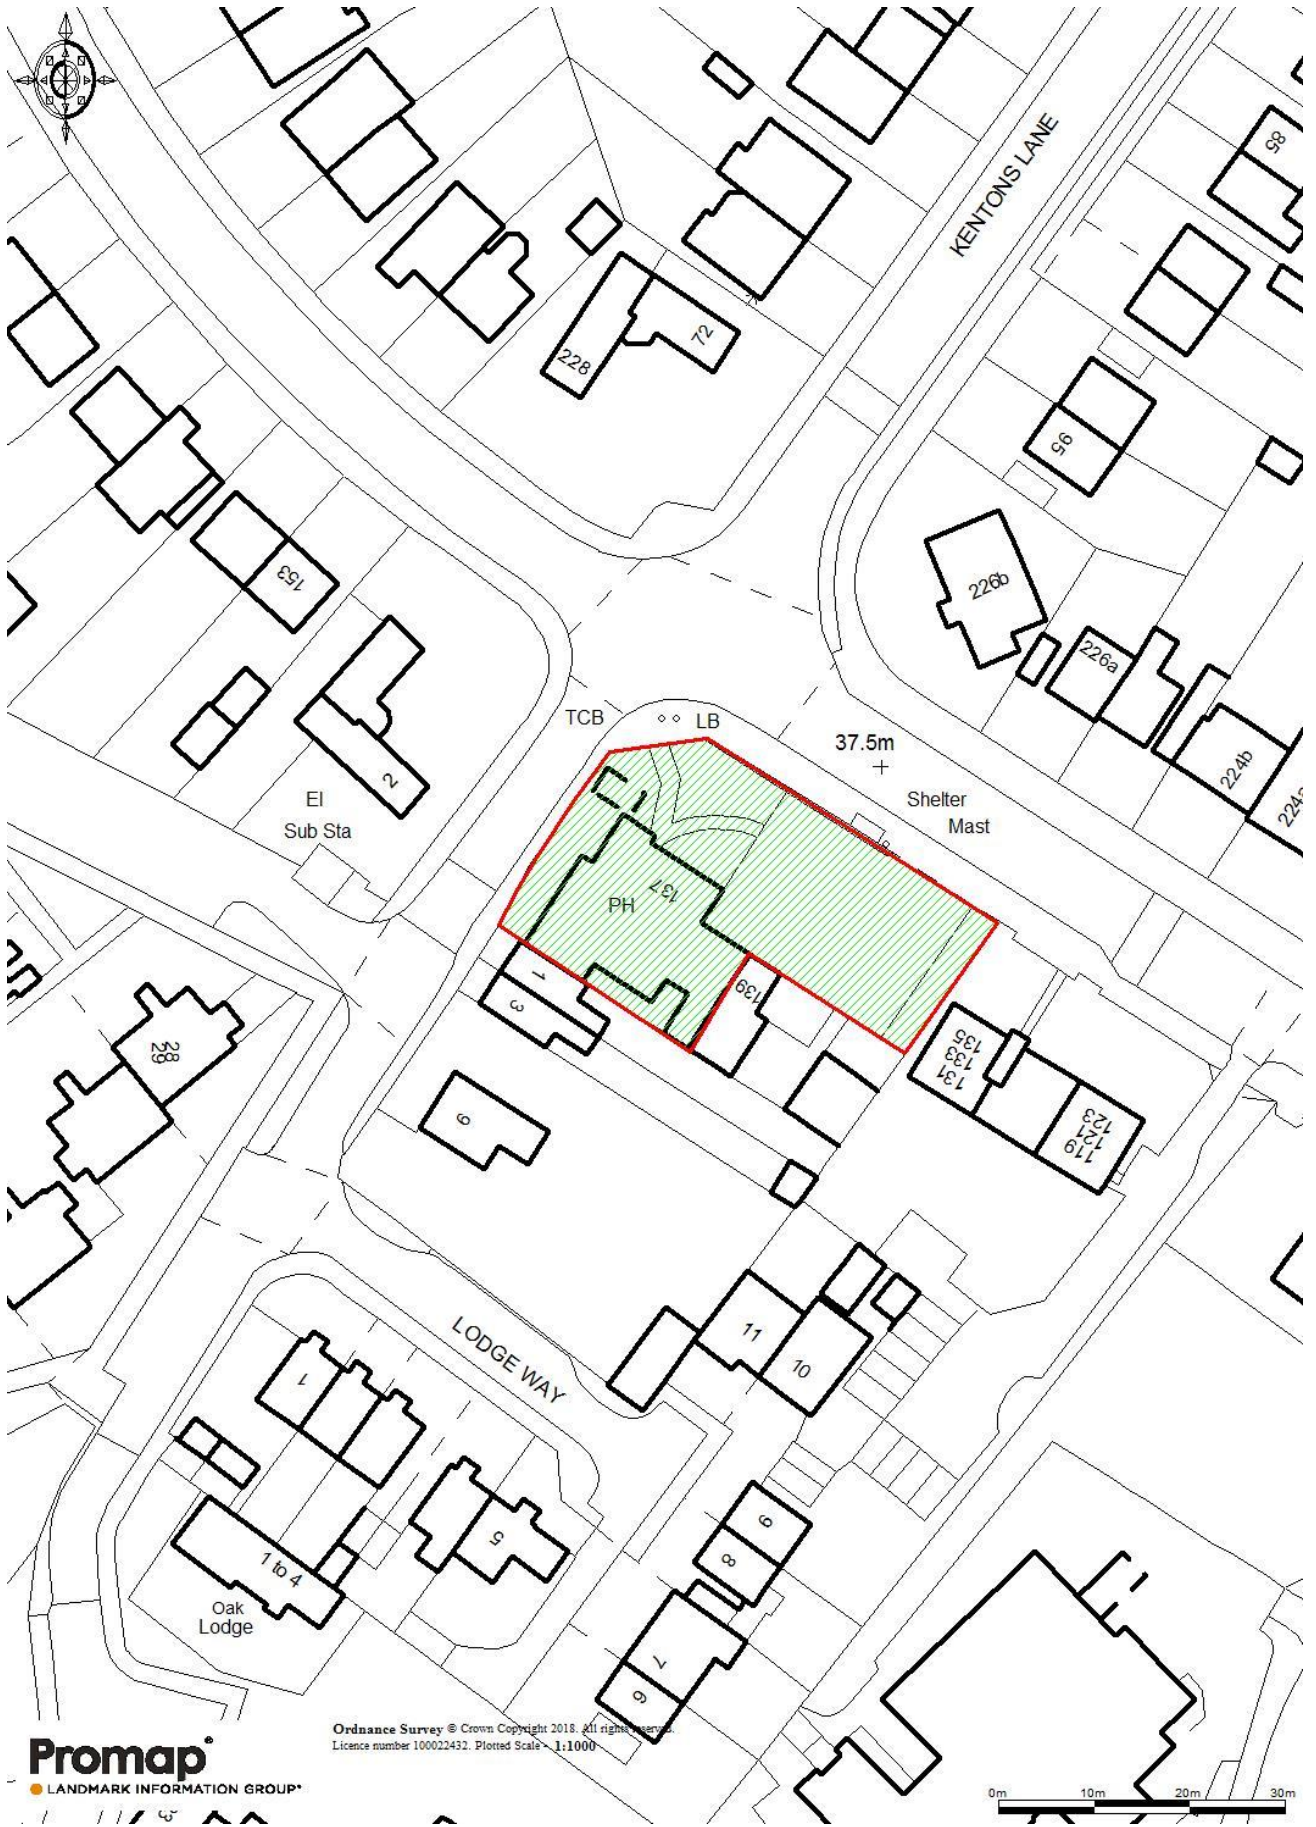 KENTONS LANE
85
72
228
95
153
226b
226a
224b
224a
TCB
LB
37.5m
Shelter
Mast
2
El
Sub Sta
137
PH
1
3
139
135
133
131
123
121
119
28
29
9
LODGE WAY
11
10
1
5
1 to 4
Oak
Lodge
9
8
7
6
Ordnance Survey © Crown Copyright 2018. All rights reserved.
Licence number 100022432. Plotted Scale - 1:1000
Promap®
LANDMARK INFORMATION GROUP®
0m 10m 20m 30m